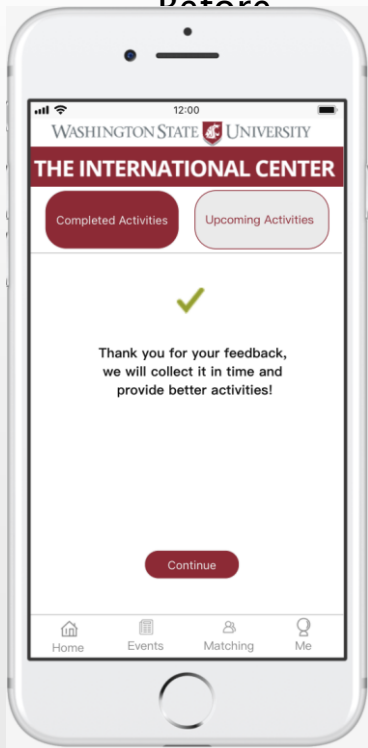 Before
12:00
WASHINGTON STATE UNIVERSITY
THE INTERNATIONAL CENTER
Completed Activities
Upcoming Activities
Thank you for your feedback,
we will collect it in time and
provide better activities!
Continue
Home Events Matching Me